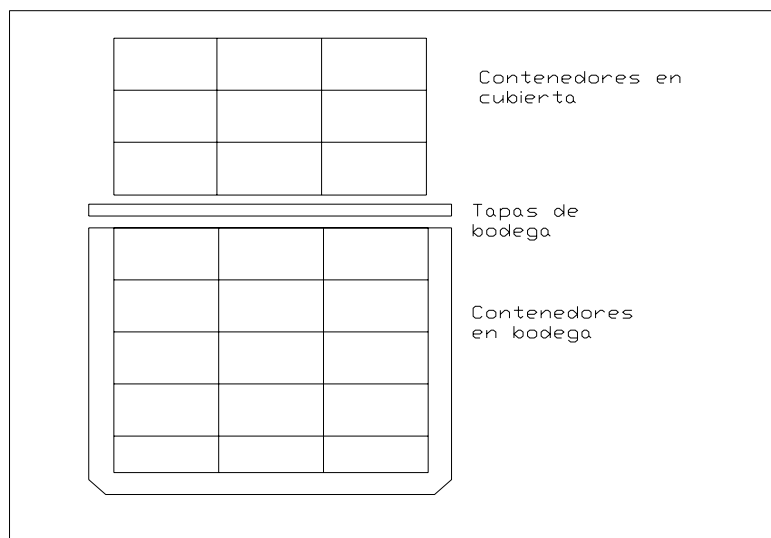 Contenedores en
cubierta
Tapas de
bodega
Contenedores
en bodega